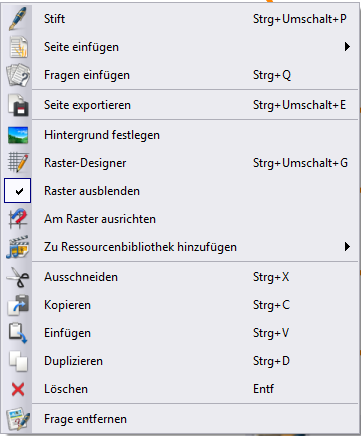 Stift Strg+Umschalt+P
Seite einfügen
Fragen einfügen Strg+Q
Seite exportieren Strg+Umschalt+E
Hintergrund festlegen
Raster-Designer Strg+Umschalt+G
Raster ausblenden
Am Raster ausrichten
Zu Ressourcenbibliothek hinzufügen
Ausschneiden Strg+X
Kopieren Strg+C
Einfügen Strg+V
Duplizieren Strg+D
Löschen Entf
Frage entfernen